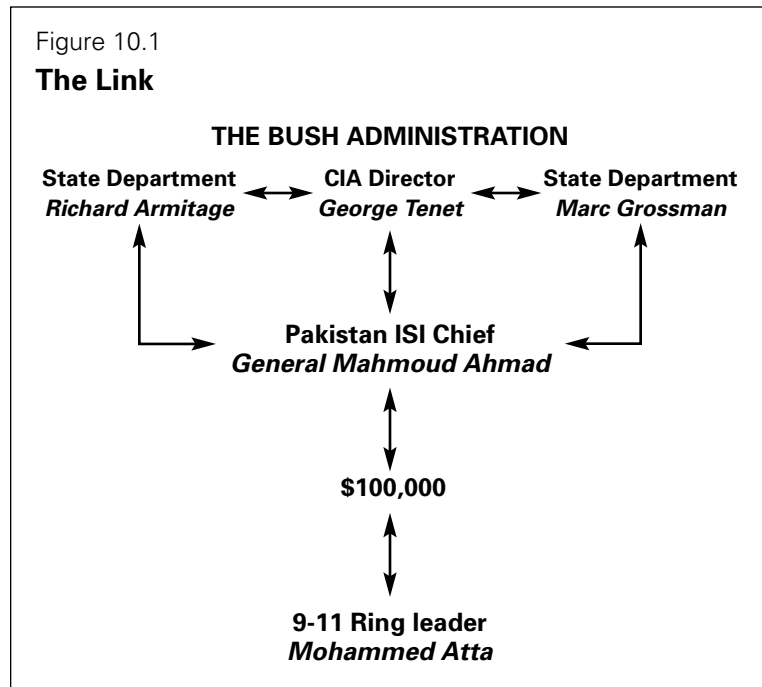 Figure 10.1
The Link
THE BUSH ADMINISTRATION
State Department CIA Director State Department
Richard Armitage George Tenet Marc Grossman
Pakistan ISI Chief
General Mahmoud Ahmad
$100,000
9-11 Ring leader
Mohammed Atta